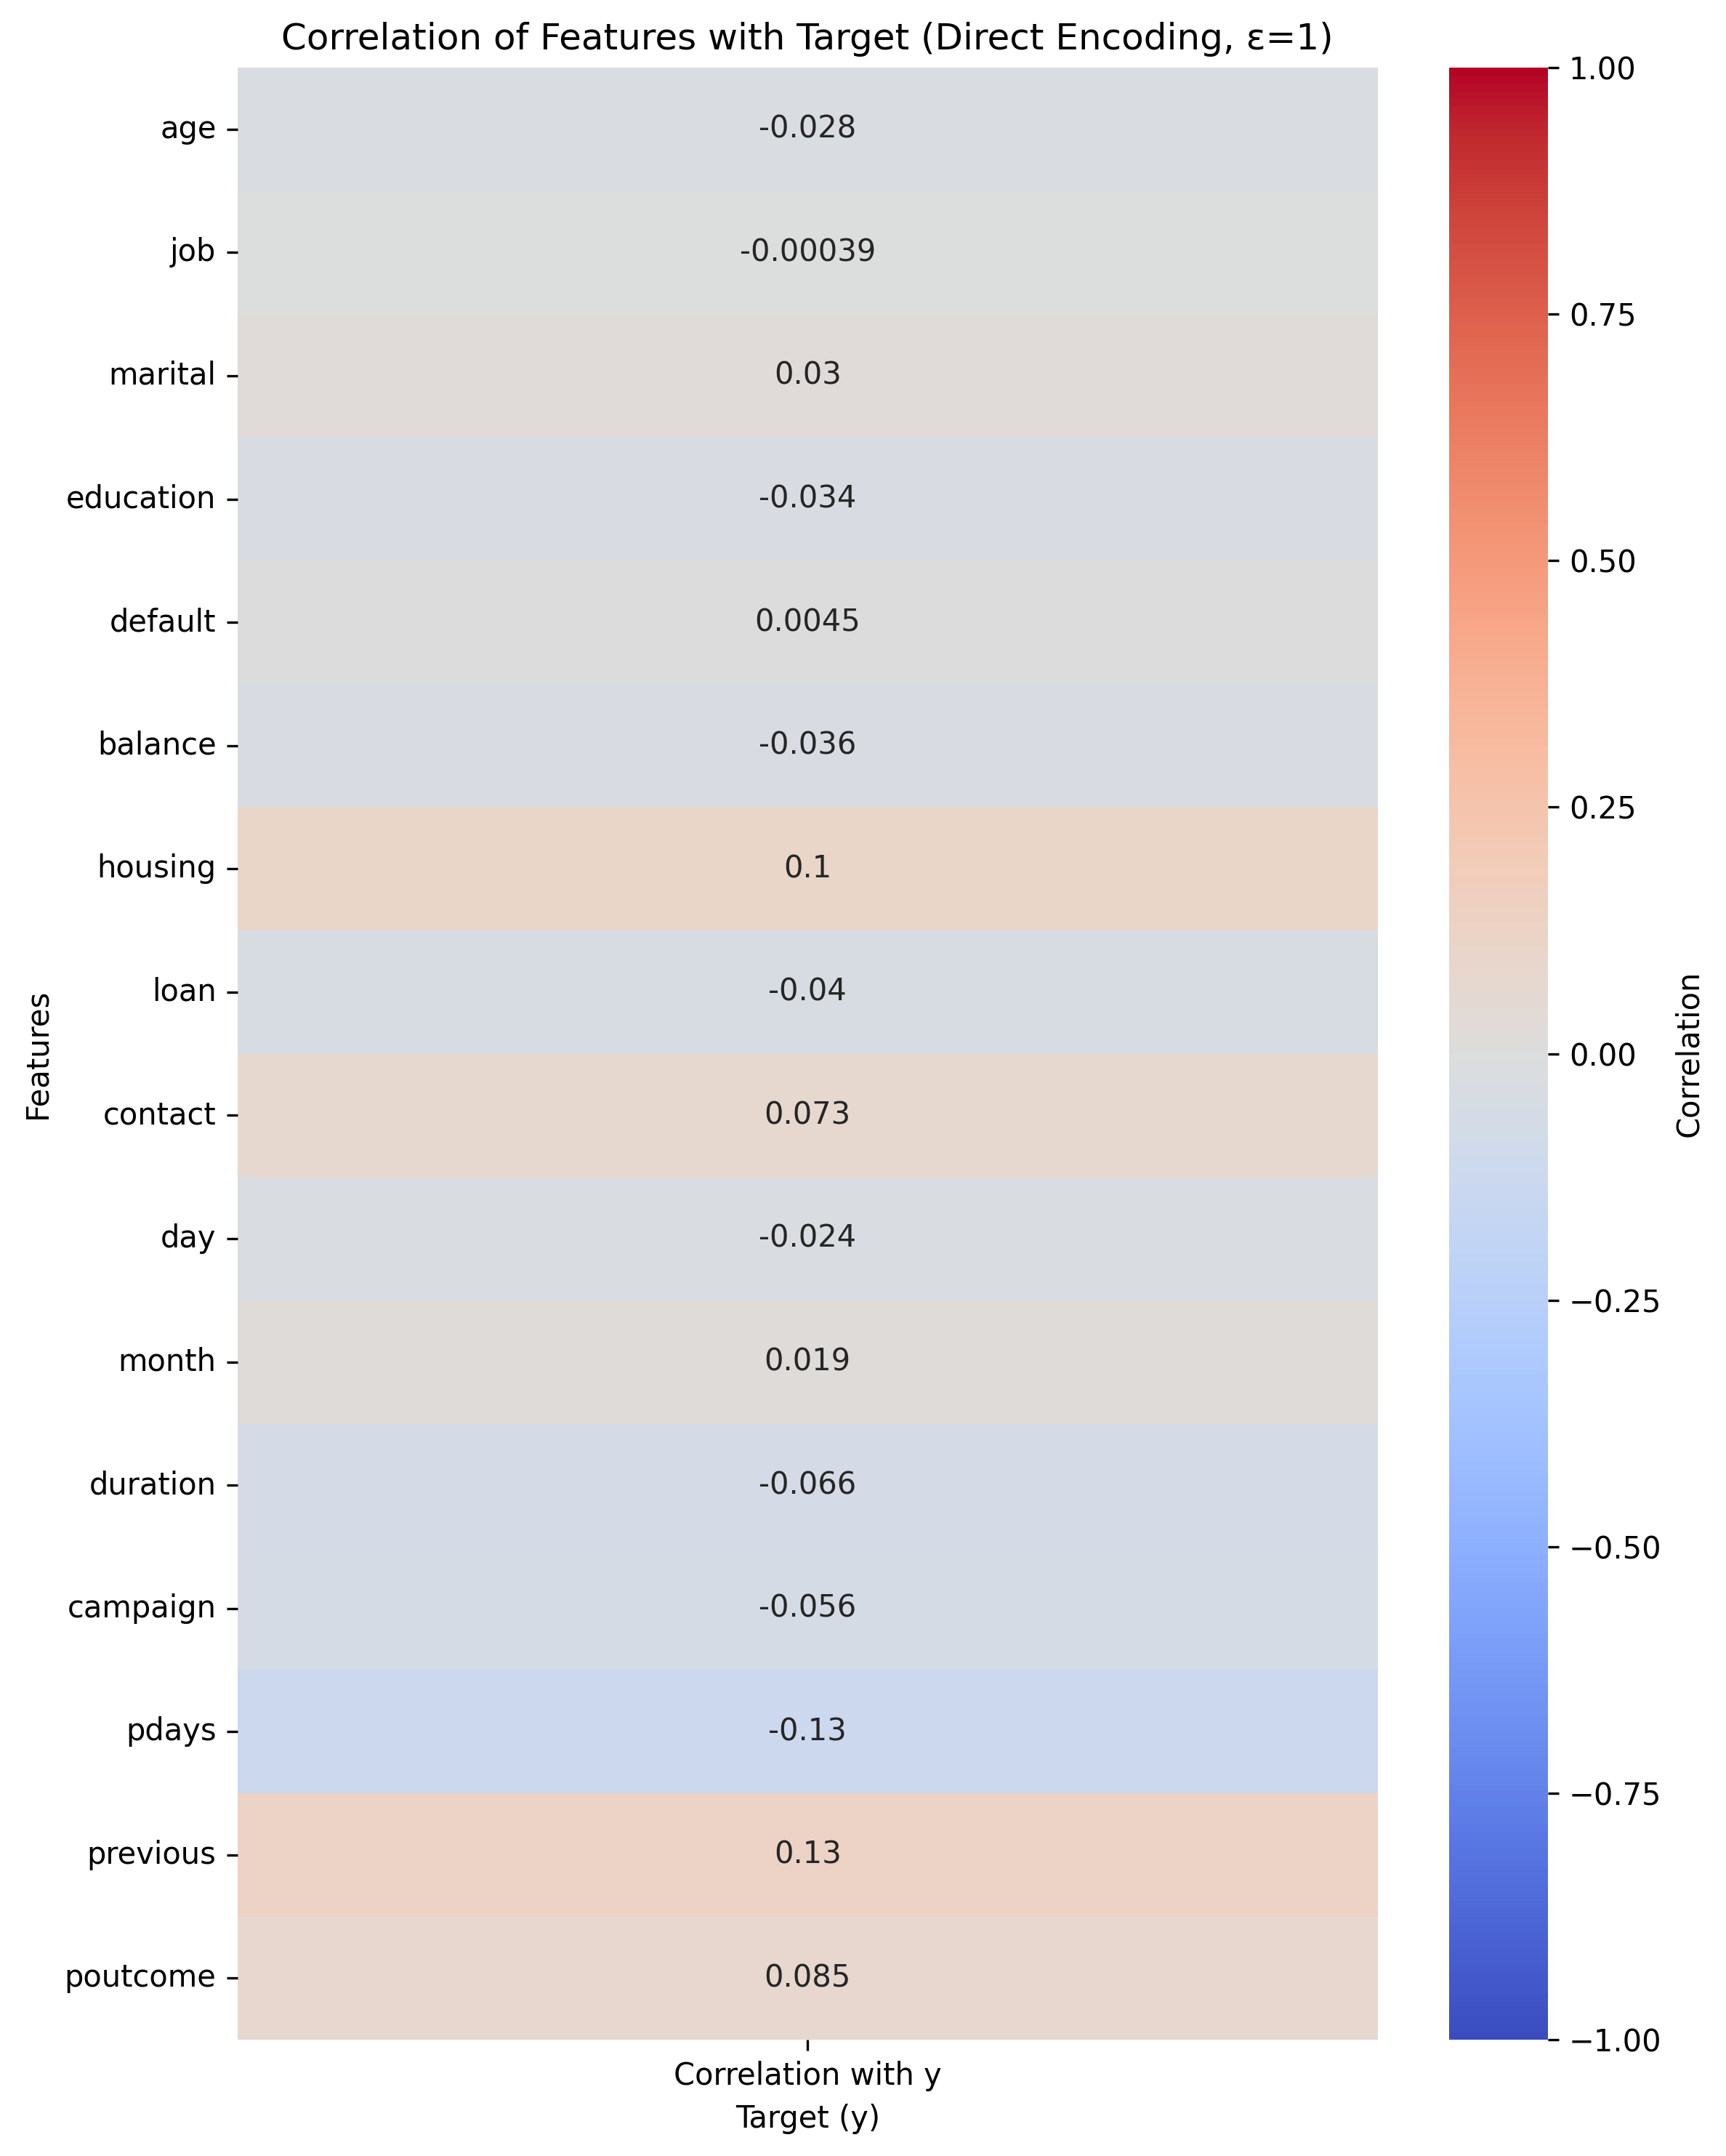 Correlation of Features with Target (Direct Encoding, ε=1)
age -0.028
job -0.00039
marital 0.03
education -0.034
default 0.0045
balance -0.036
housing 0.1
loan -0.04
contact 0.073
day -0.024
month 0.019
duration -0.066
campaign -0.056
pdays -0.13
previous 0.13
poutcome 0.085
Features
Correlation with y
Target (y)
1.00
0.75
0.50
0.25
0.00
−0.25
−0.50
−0.75
−1.00
Correlation